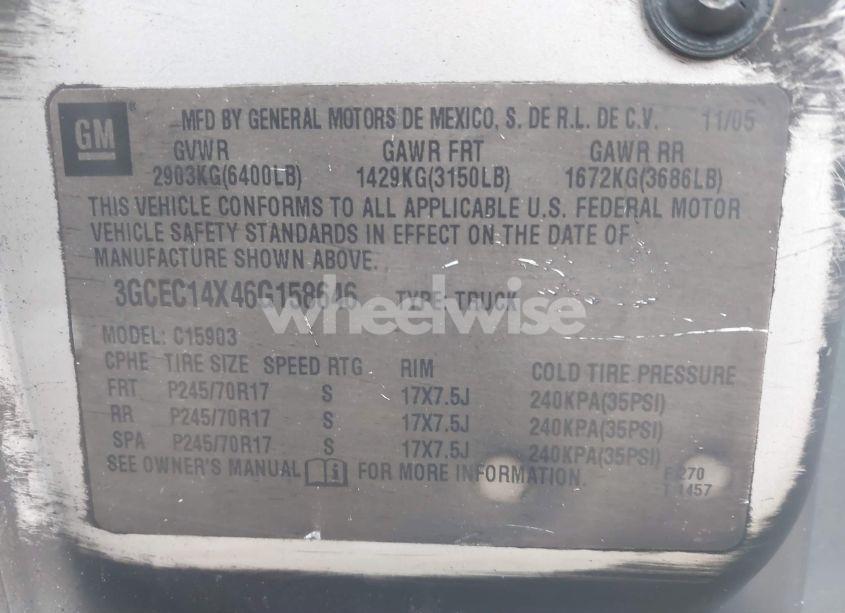 GM ®
MFD BY GENERAL MOTORS DE MEXICO, S. DE R.L. DE C.V. 11/05
GVWR GAWR FRT GAWR RR
2903KG(6400LB) 1429KG(3150LB) 1672KG(3686LB)
THIS VEHICLE CONFORMS TO ALL APPLICABLE U.S. FEDERAL MOTOR
VEHICLE SAFETY STANDARDS IN EFFECT ON THE DATE OF
MANUFACTURE SHOWN ABOVE.
3GCEC14X46G158646 TYPE: TRUCK
wheelwise
MODEL: C15903
CPHE TIRE SIZE SPEED RTG RIM COLD TIRE PRESSURE
FRT P245/70R17 S 17X7.5J 240KPA(35PSI)
RR P245/70R17 S 17X7.5J 240KPA(35PSI)
SPA P245/70R17 S 17X7.5J 240KPA(35PSI)
SEE OWNER'S MANUAL FOR MORE INFORMATION.
270
1457